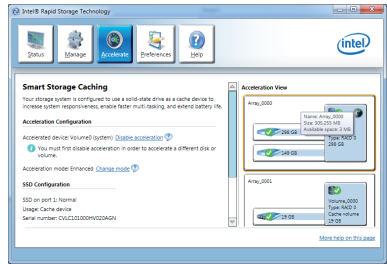 Intel® Rapid Storage Technology
Status
Manage
Accelerate
Preferences
Help
intel
Smart Storage Caching
Your storage system is configured to use a solid-state drive as a cache device to
increase system responsiveness, enable faster multi-tasking, and extend battery life.
Acceleration Configuration
Accelerated device: Volume0 (system) Disable acceleration
You must first disable acceleration in order to accelerate a different disk or
volume.
Acceleration mode: Enhanced Change mode
SSD Configuration
SSD on port 1: Normal
Usage: Cache device
Serial number: CVLC101000HV020AGN
Acceleration View
Array_0000
Name: Array_0000
Size: 305,255 MB
Available space: 3 MB
298 GB
Type: RAID 0
298 GB
149 GB
Array_0001
Volume_0000
Type: RAID 0
Cache volume
19 GB
19 GB
More help on this page